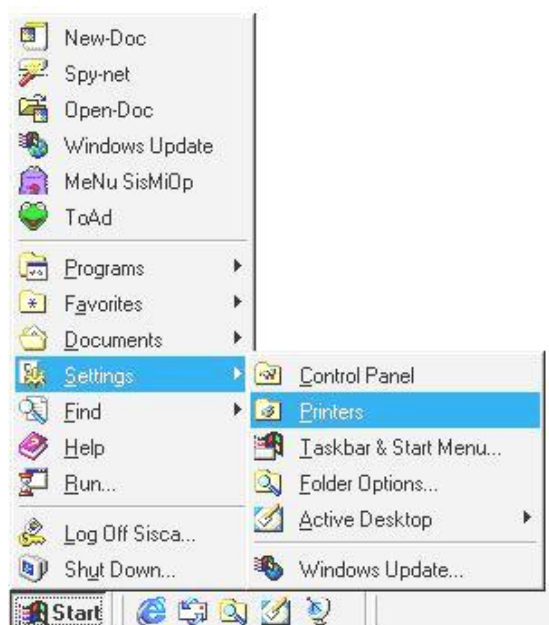 New-Doc
Spy-net
Open-Doc
Windows Update
MeNu SisMiOp
ToAd
Programs
Favorites
Documents
Settings
Find
Help
Run...
Log Off Sisca...
Shut Down...
Control Panel
Printers
Taskbar & Start Menu...
Folder Options...
Active Desktop
Windows Update...
Start